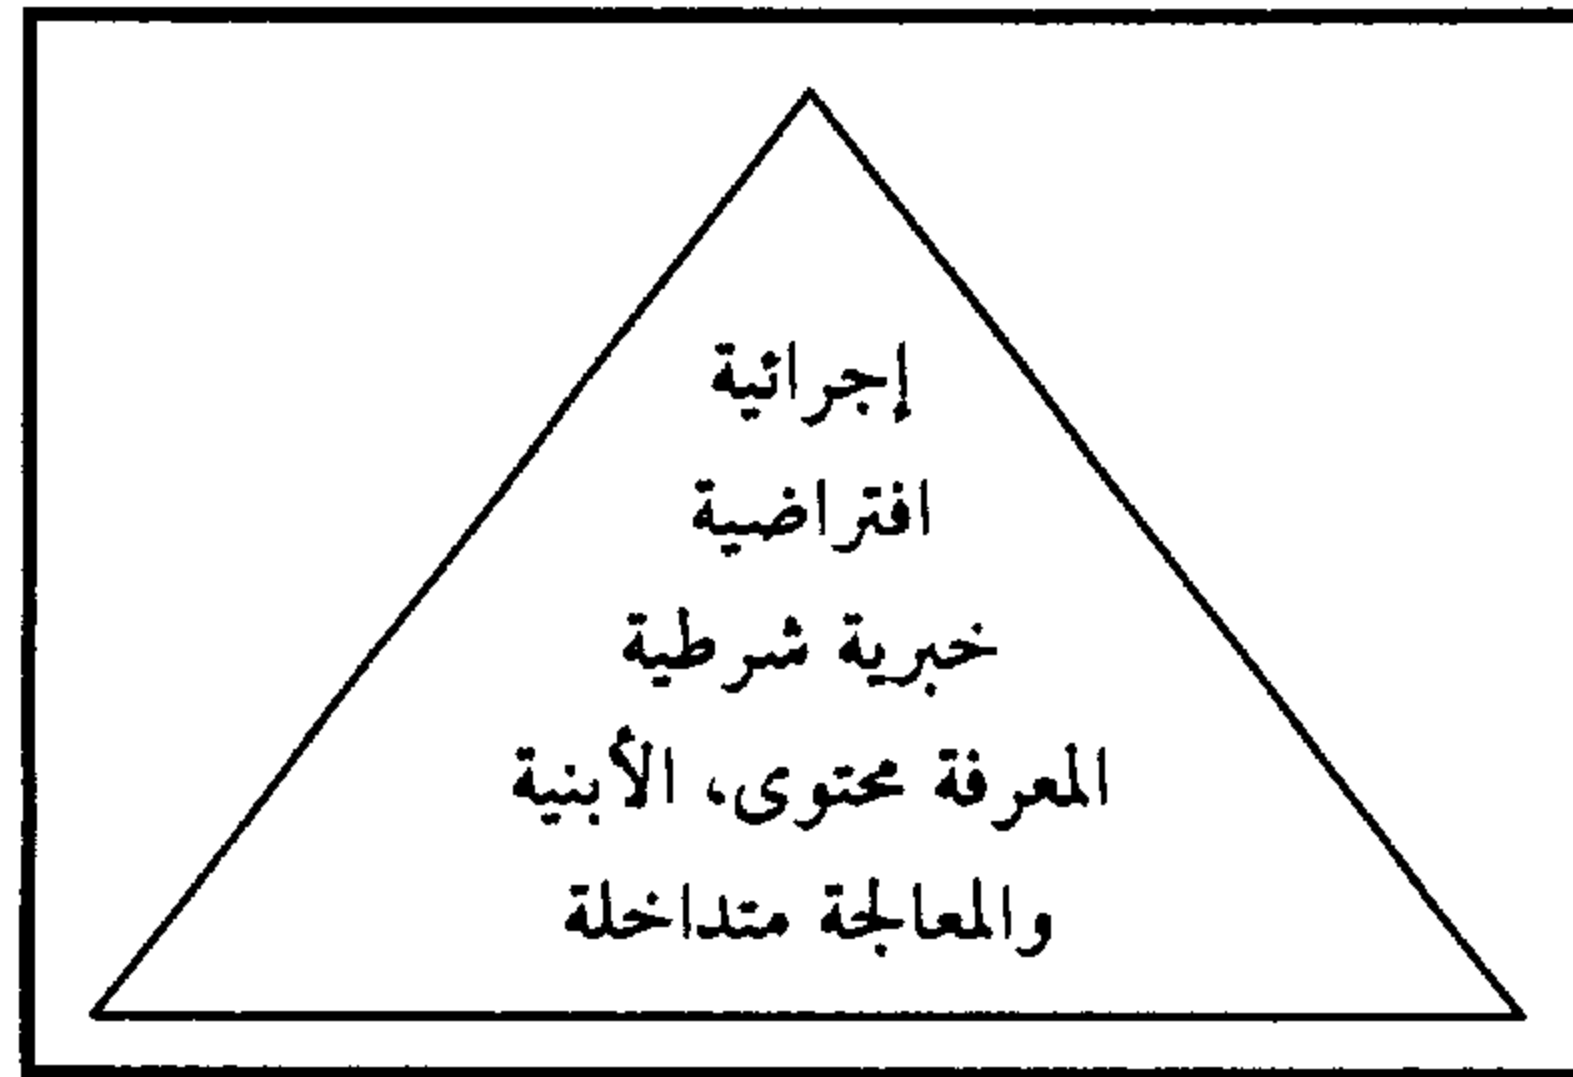 إجرائية
افتراضية
خبرية شرطية
المعرفة محتوى، الأبنية
والمعالجة متداخلة